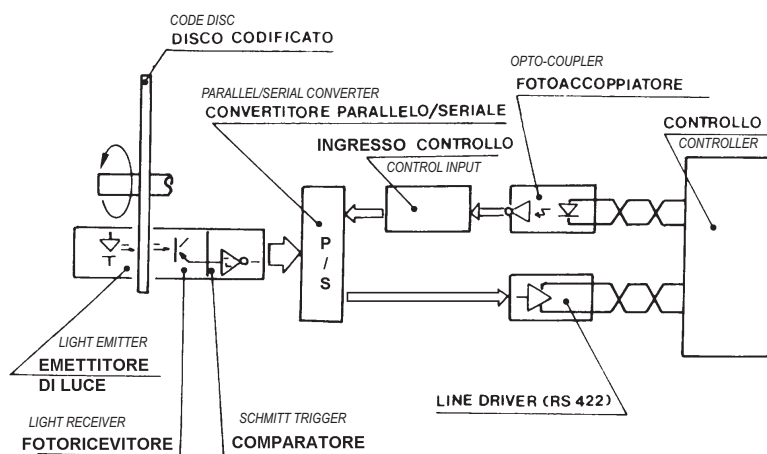 CODE DISC
DISCO CODIFICATO
OPTO-COUPLER
FOTOACCOPPIATORE
PARALLEL/SERIAL CONVERTER
CONVERTITORE PARALLELO/SERIALE
CONTROLLO
CONTROLLER
INGRESSO CONTROLLO
CONTROL INPUT
P
/
S
LIGHT EMITTER
EMETTITORE
DI LUCE
LINE DRIVER (RS 422)
LIGHT RECEIVER
FOTORICEVITORE
SCHMITT TRIGGER
COMPARATORE